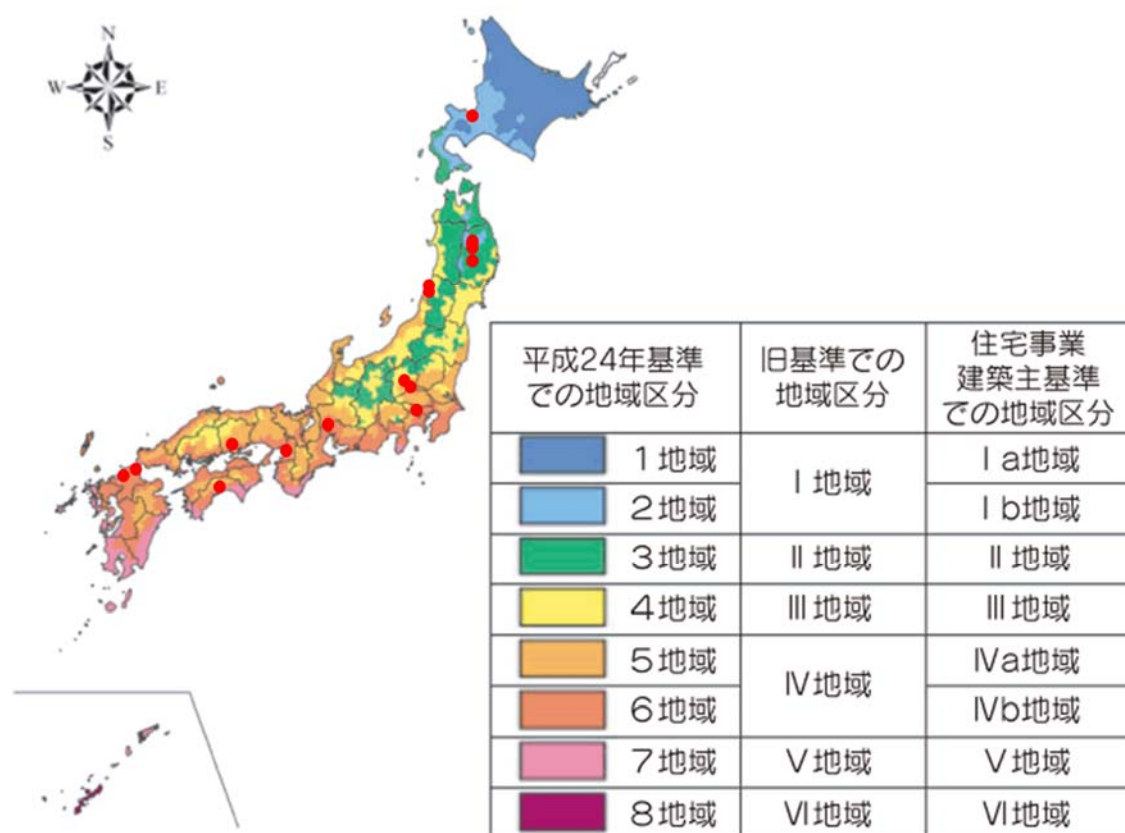 N
W
E
S
平成24年基準
での地域区分
旧基準での
地域区分
住宅事業
建築主基準
での地域区分
1地域
Ⅰ地域
Ⅰa地域
2地域
Ⅰb地域
3地域
Ⅱ地域
Ⅱ地域
4地域
Ⅲ地域
Ⅲ地域
5地域
Ⅳ地域
Ⅳa地域
6地域
Ⅳb地域
7地域
Ⅴ地域
Ⅴ地域
8地域
Ⅵ地域
Ⅵ地域